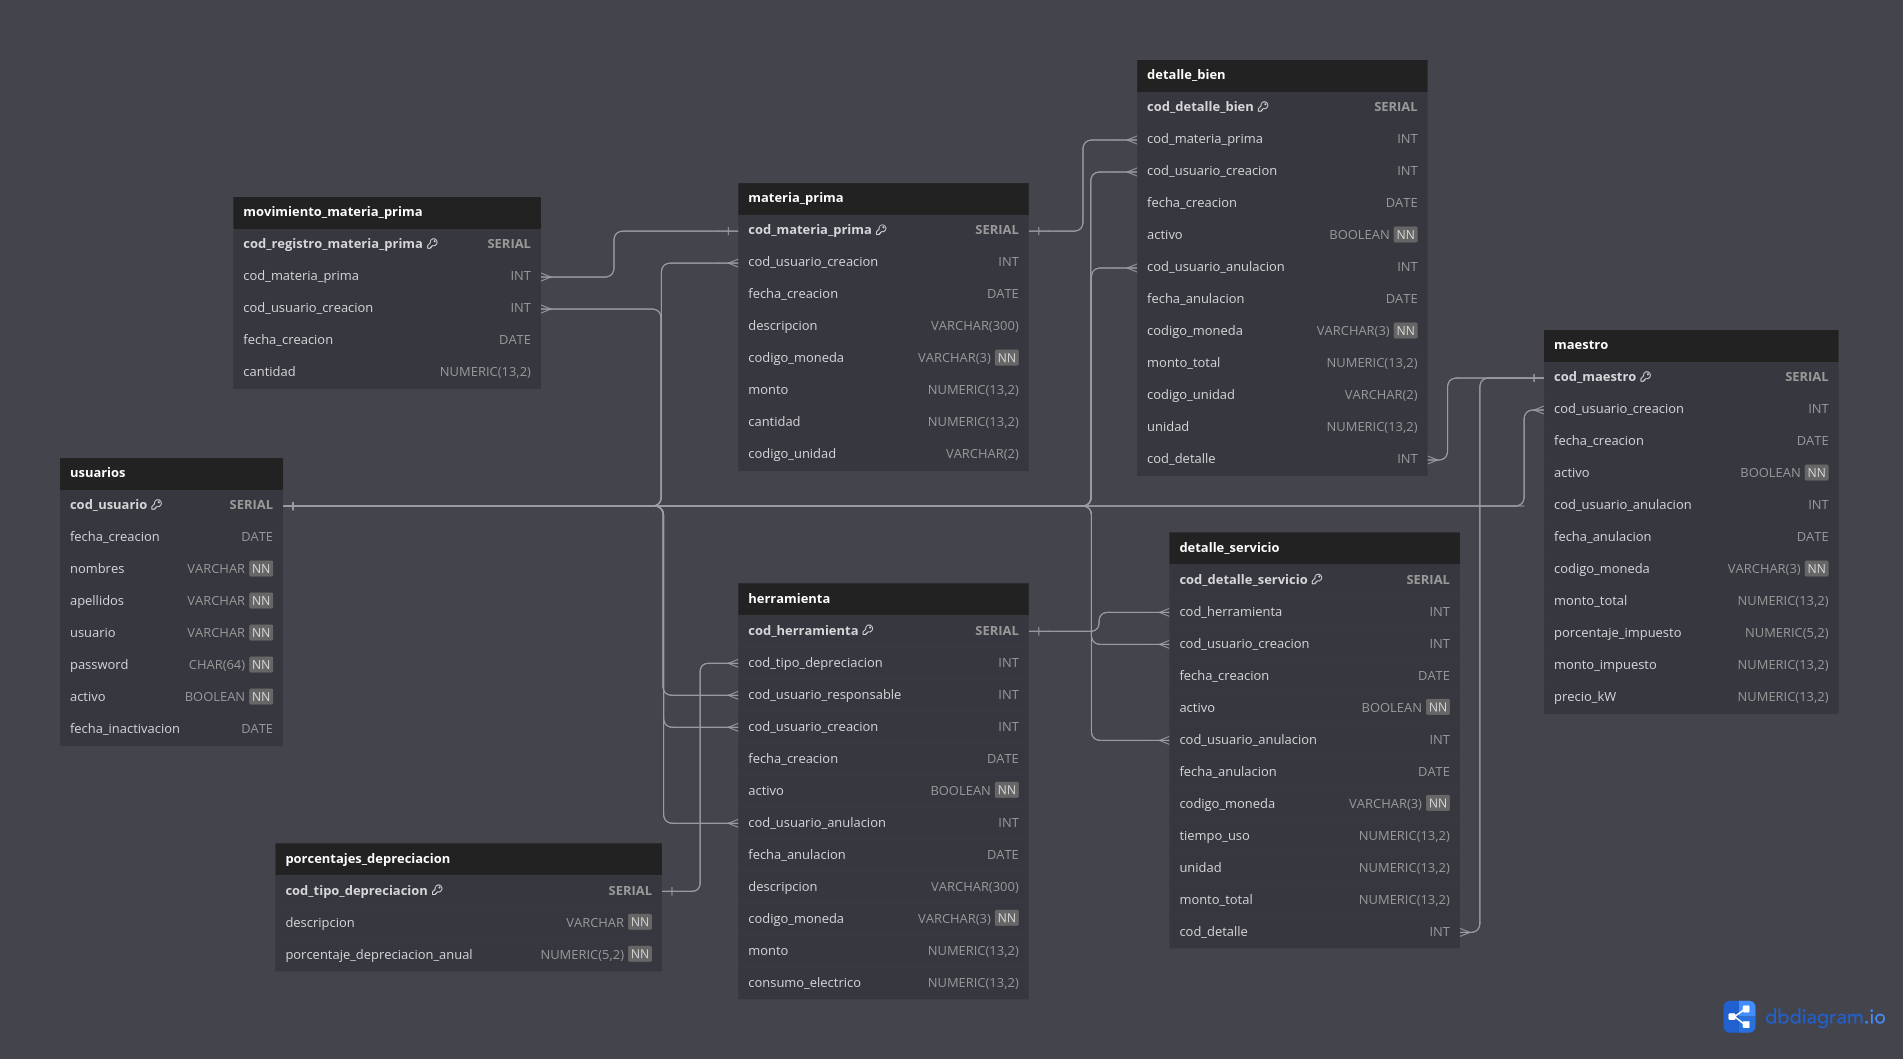 detalle_bien
cod_detalle_bien SERIAL
cod_materia_prima INT
cod_usuario_creacion INT
fecha_creacion DATE
activo BOOLEAN NN
cod_usuario_anulacion INT
fecha_anulacion DATE
codigo_moneda VARCHAR(3) NN
monto_total NUMERIC(13,2)
codigo_unidad VARCHAR(2)
unidad NUMERIC(13,2)
cod_detalle INT
materia_prima
cod_materia_prima SERIAL
cod_usuario_creacion INT
fecha_creacion DATE
descripcion VARCHAR(300)
codigo_moneda VARCHAR(3) NN
monto NUMERIC(13,2)
cantidad NUMERIC(13,2)
codigo_unidad VARCHAR(2)
movimiento_materia_prima
cod_registro_materia_prima SERIAL
cod_materia_prima INT
cod_usuario_creacion INT
fecha_creacion DATE
cantidad NUMERIC(13,2)
maestro
cod_maestro SERIAL
cod_usuario_creacion INT
fecha_creacion DATE
activo BOOLEAN NN
cod_usuario_anulacion INT
fecha_anulacion DATE
codigo_moneda VARCHAR(3) NN
monto_total NUMERIC(13,2)
porcentaje_impuesto NUMERIC(5,2)
monto_impuesto NUMERIC(13,2)
precio_kW NUMERIC(13,2)
usuarios
cod_usuario SERIAL
fecha_creacion DATE
nombres VARCHAR NN
apellidos VARCHAR NN
usuario VARCHAR NN
password CHAR(64) NN
activo BOOLEAN NN
fecha_inactivacion DATE
detalle_servicio
cod_detalle_servicio SERIAL
cod_herramienta INT
cod_usuario_creacion INT
fecha_creacion DATE
activo BOOLEAN NN
cod_usuario_anulacion INT
fecha_anulacion DATE
codigo_moneda VARCHAR(3) NN
tiempo_uso NUMERIC(13,2)
unidad NUMERIC(13,2)
monto_total NUMERIC(13,2)
cod_detalle INT
herramienta
cod_herramienta SERIAL
cod_tipo_depreciacion INT
cod_usuario_responsable INT
cod_usuario_creacion INT
fecha_creacion DATE
activo BOOLEAN NN
cod_usuario_anulacion INT
fecha_anulacion DATE
descripcion VARCHAR(300)
codigo_moneda VARCHAR(3) NN
monto NUMERIC(13,2)
consumo_electrico NUMERIC(13,2)
porcentajes_depreciacion
cod_tipo_depreciacion SERIAL
descripcion VARCHAR NN
porcentaje_depreciacion_anual NUMERIC(5,2) NN
dbdiagram.io